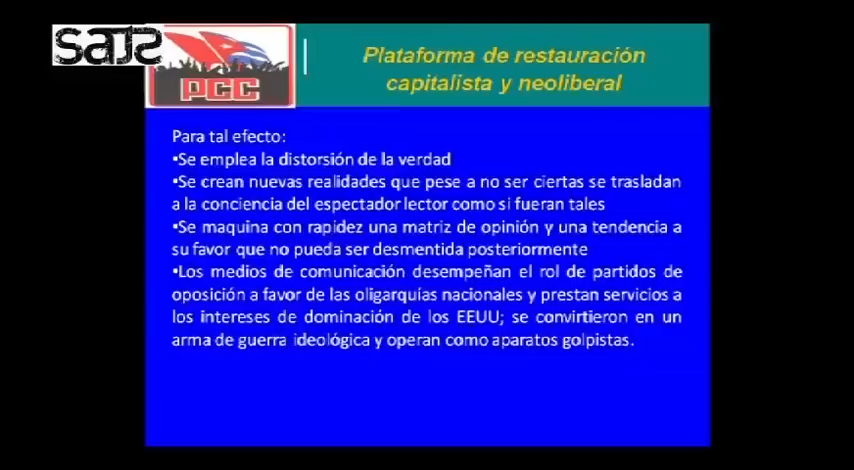 SATS
PCC
Plataforma de restauración
capitalista y neoliberal
Para tal efecto:
•Se emplea la distorsión de la verdad
•Se crean nuevas realidades que pese a no ser ciertas se trasladan
a la conciencia del espectador lector como si fueran tales
•Se maquina con rapidez una matriz de opinión y una tendencia a
su favor que no pueda ser desmentida posteriormente
•Los medios de comunicación desempeñan el rol de partidos de
oposición a favor de las oligarquías nacionales y prestan servicios a
los intereses de dominación de los EEUU; se convirtieron en un
arma de guerra ideológica y operan como aparatos golpistas.